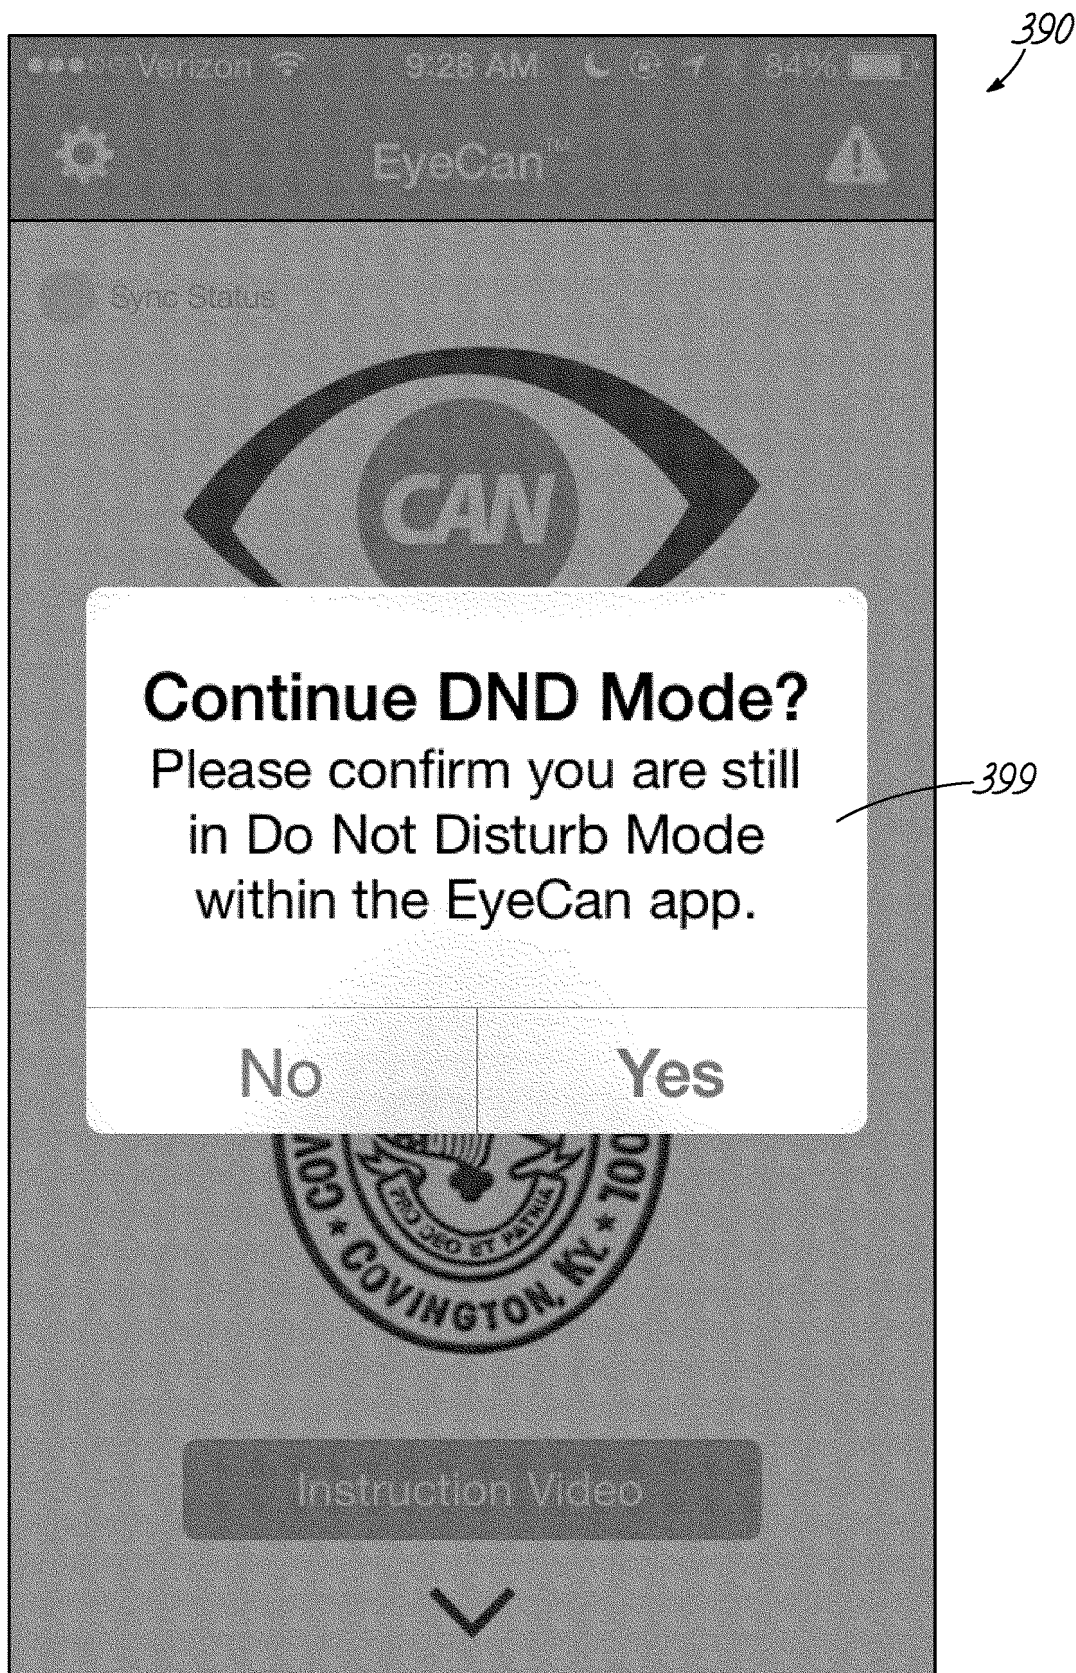 390
Verizon 9:28 AM 84%
EyeCan™
Sync Status
CAN
Continue DND Mode?
Please confirm you are still
in Do Not Disturb Mode
within the EyeCan app.
399
No Yes
PRO DEO ET PATRIA
COVINGTON, KY.
Instruction Video